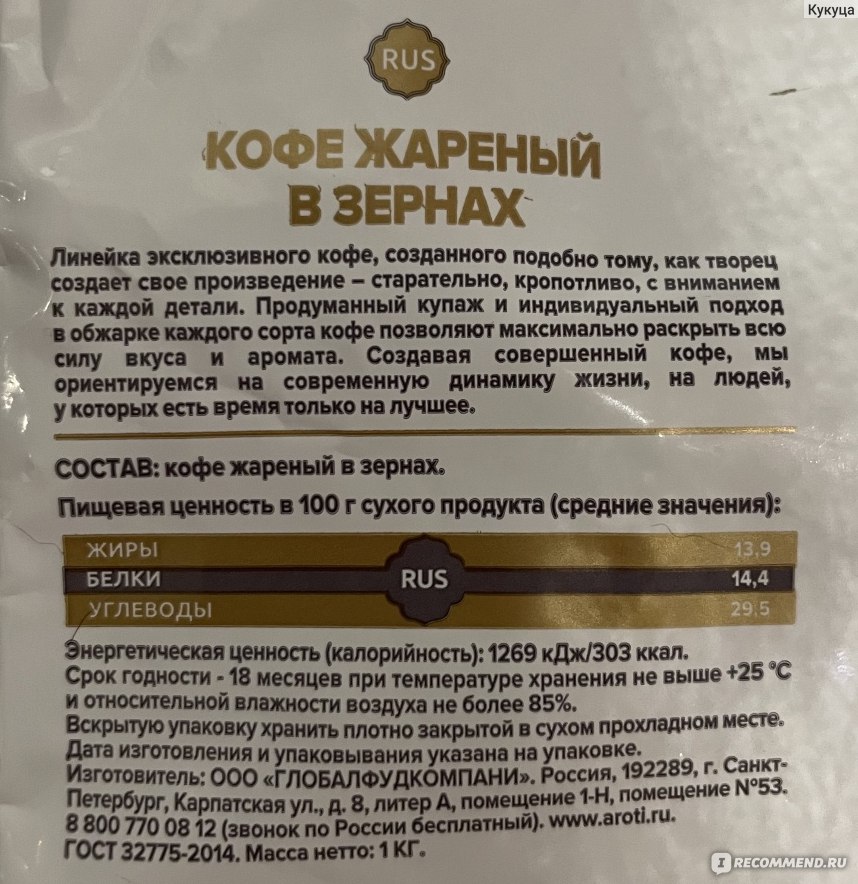 Кукуца
RUS
КОФЕ ЖАРЕНЫЙ
В ЗЕРНАХ
Линейка эксклюзивного кофе, созданного подобно тому, как творец
создает свое произведение – старательно, кропотливо, с вниманием
к каждой детали. Продуманный купаж и индивидуальный подход
в обжарке каждого сорта кофе позволяют максимально раскрыть всю
силу вкуса и аромата. Создавая совершенный кофе, мы
ориентируемся на современную динамику жизни, на людей,
у которых есть время только на лучшее.
СОСТАВ: кофе жареный в зернах.
Пищевая ценность в 100 г сухого продукта (средние значения):
ЖИРЫ 13,9
БЕЛКИ RUS 14,4
УГЛЕВОДЫ 29,5
Энергетическая ценность (калорийность): 1269 кДж/303 ккал.
Срок годности - 18 месяцев при температуре хранения не выше +25 °С
и относительной влажности воздуха не более 85%.
Вскрытую упаковку хранить плотно закрытой в сухом прохладном месте.
Дата изготовления и упаковывания указана на упаковке.
Изготовитель: ООО «ГЛОБАЛФУДКОМПАНИ». Россия, 192289, г. Санкт-
Петербург, Карпатская ул., д. 8, литер А, помещение 1-Н, помещение №53.
8 800 770 08 12 (звонок по России бесплатный). www.aroti.ru.
ГОСТ 32775-2014. Масса нетто: 1 КГ.
IRECOMMEND.RU